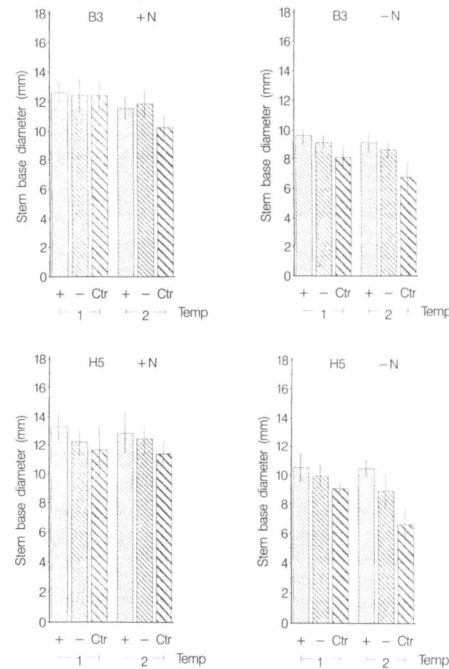 18
B3 +N
16
14
12
10
8
6
4
2
0
Stem base diameter (mm)
+ − Ctr + − Ctr
1 2 Temp
18
B3 −N
16
14
12
10
8
6
4
2
0
Stem base diameter (mm)
+ − Ctr + − Ctr
1 2 Temp
18
H5 +N
16
14
12
10
8
6
4
2
0
Stem base diameter (mm)
+ − Ctr + − Ctr
1 2 Temp
18
H5 −N
16
14
12
10
8
6
4
2
0
Stem base diameter (mm)
+ − Ctr + − Ctr
1 2 Temp